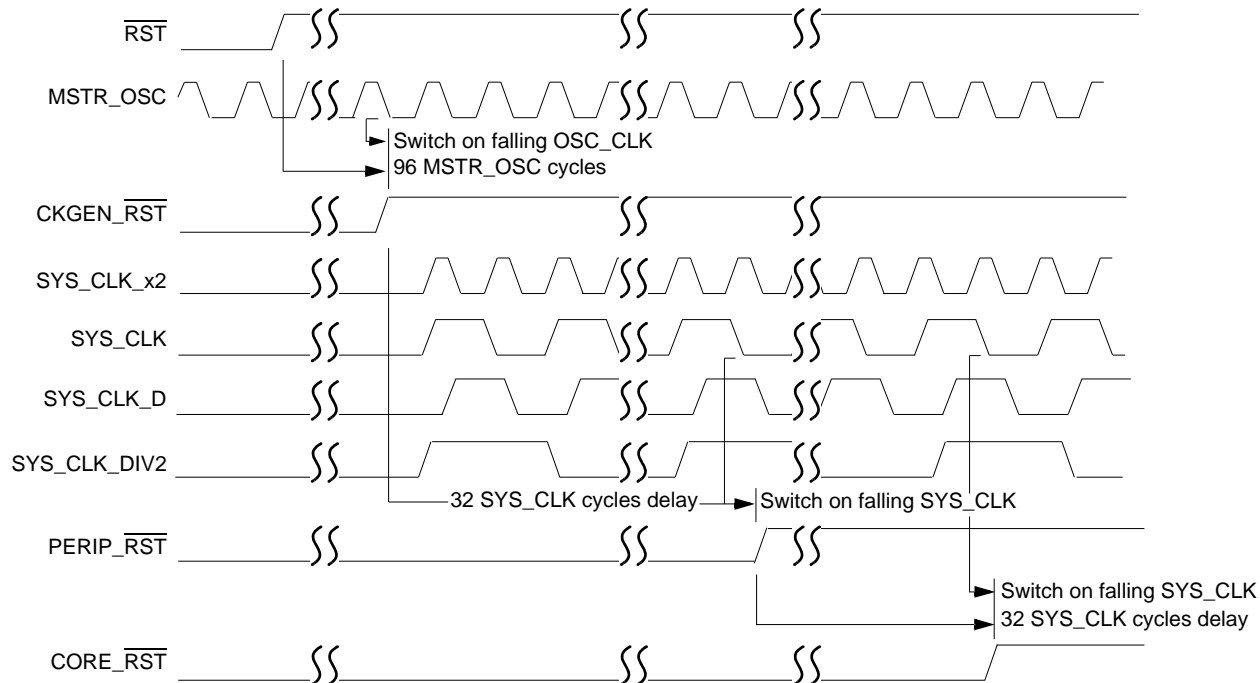 RST
MSTR_OSC
Switch on falling OSC_CLK
96 MSTR_OSC cycles
CKGEN_RST
SYS_CLK_x2
SYS_CLK
SYS_CLK_D
SYS_CLK_DIV2
32 SYS_CLK cycles delay
Switch on falling SYS_CLK
PERIP_RST
Switch on falling SYS_CLK
32 SYS_CLK cycles delay
CORE_RST